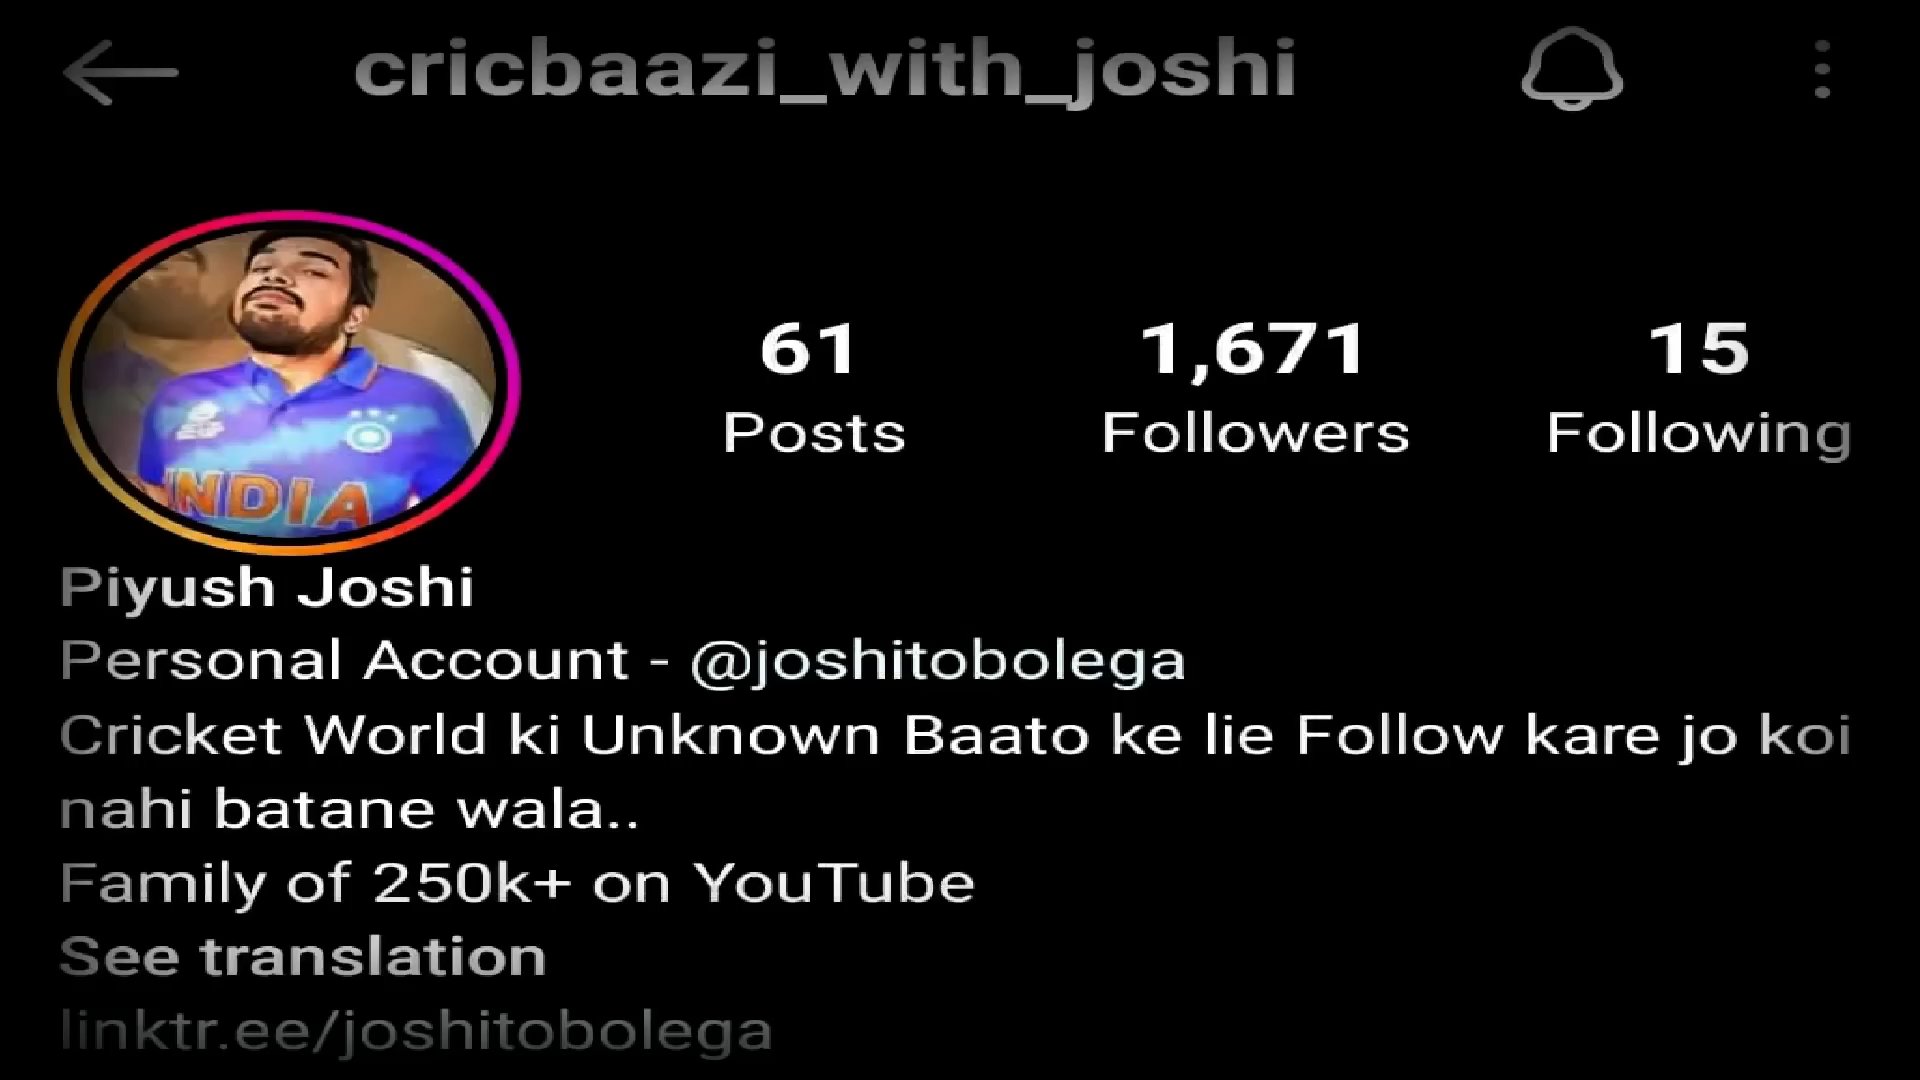 cricbaazi_with_joshi
INDIA
61 1,671 15
Posts Followers Following
Piyush Joshi
Personal Account - @joshitobolega
Cricket World ki Unknown Baato ke lie Follow kare jo koi
nahi batane wala..
Family of 250k+ on YouTube
See translation
linktr.ee/joshitobolega